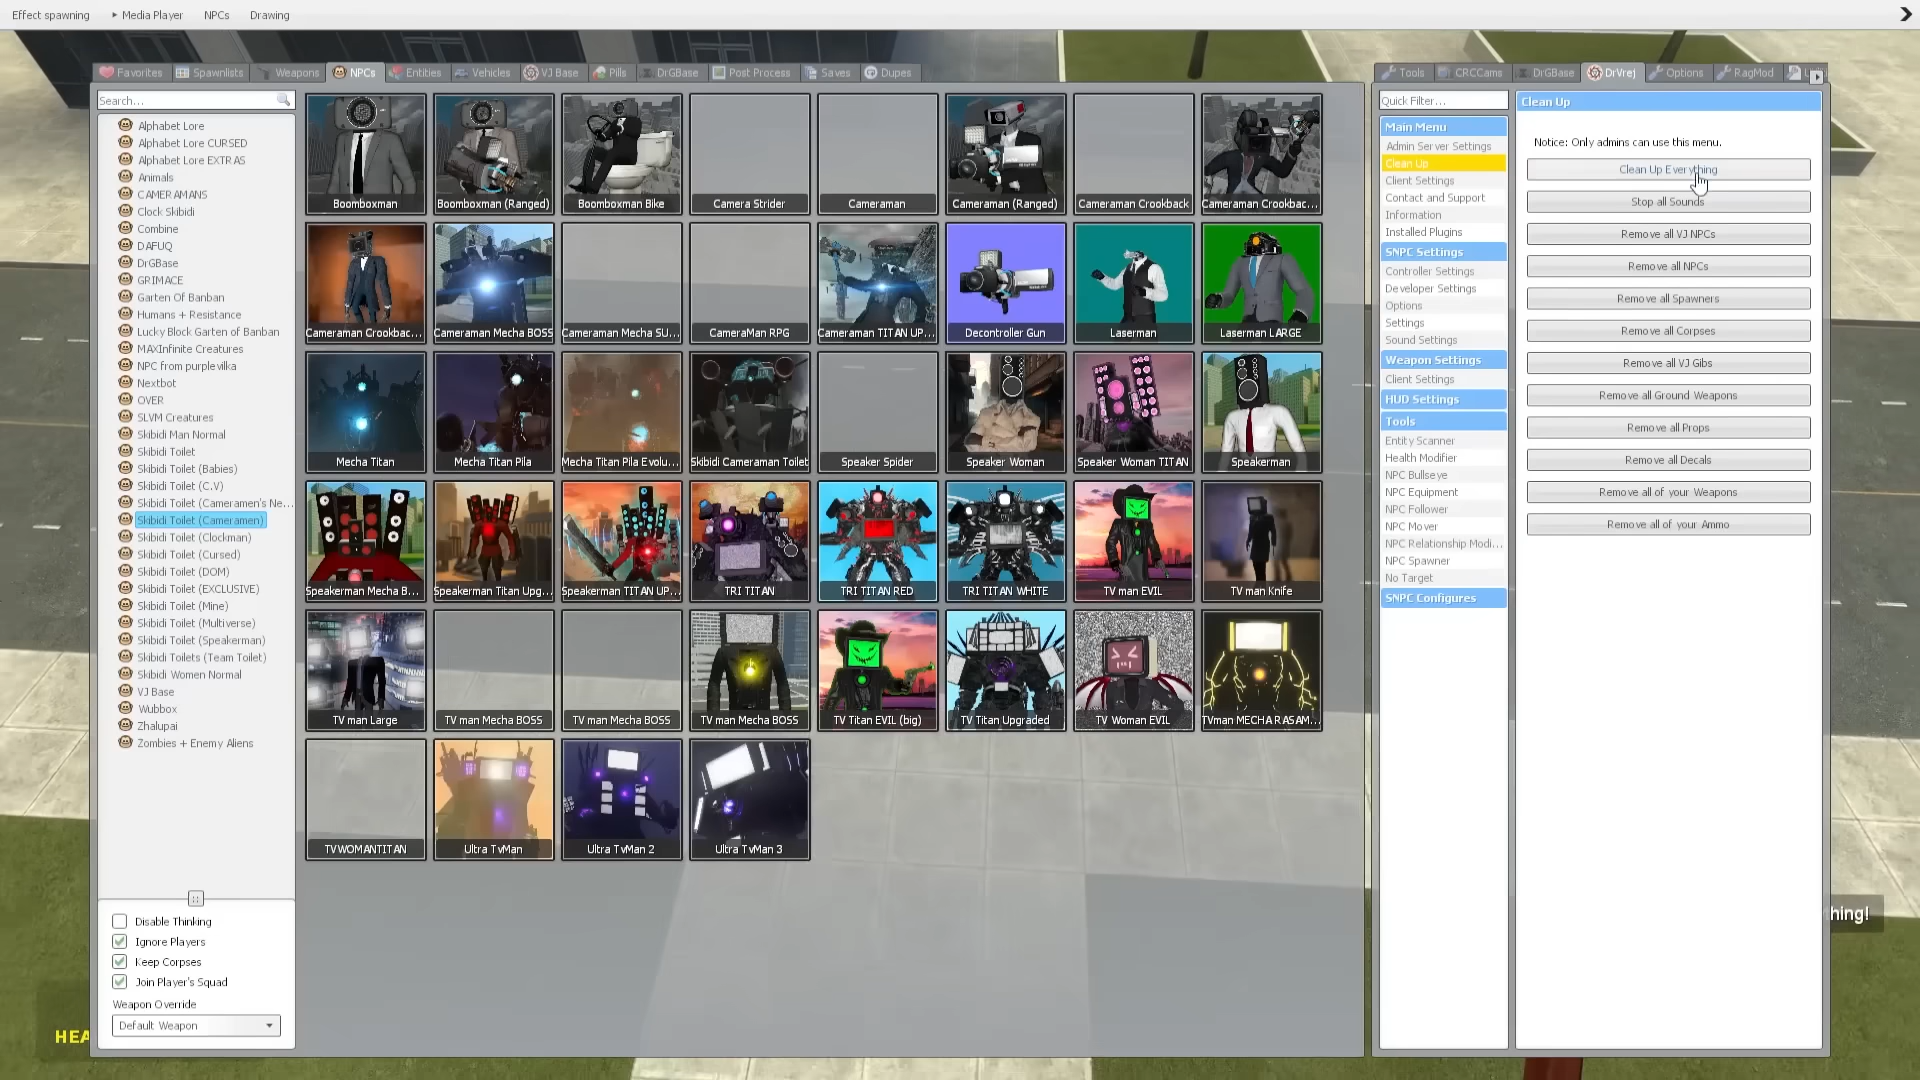 Effect spawning
Media Player
NPCs
Drawing
Favorites
Spawnlists
Weapons
NPCs
Entities
Vehicles
VJ Base
Pills
DrGBase
Post Process
Saves
Dupes
Tools
CRCCams
DrGBase
DrVrej
Options
RagMod
Search...
Alphabet Lore
Alphabet Lore CURSED
Alphabet Lore EXTRAS
Animals
CAMERAMANS
Clock Skibidi
Combine
DAFUQ
DrGBase
GRIMACE
Garten Of Banban
Humans + Resistance
Lucky Block Garten of Banban
MAXInfinite Creatures
NPC from purplevilka
Nextbot
OVER
SLVM Creatures
Skibidi Man Normal
Skibidi Toilet
Skibidi Toilet (Babies)
Skibidi Toilet (C.V)
Skibidi Toilet (Cameramen's Ne...
Skibidi Toilet (Cameramen)
Skibidi Toilet (Clockman)
Skibidi Toilet (Cursed)
Skibidi Toilet (DOM)
Skibidi Toilet (EXCLUSIVE)
Skibidi Toilet (Mine)
Skibidi Toilet (Multiverse)
Skibidi Toilet (Speakerman)
Skibidi Toilets (Team Toilet)
Skibidi Women Normal
VJ Base
Wubbox
Zhalupai
Zombies + Enemy Aliens
Disable Thinking
Ignore Players
Keep Corpses
Join Player's Squad
Weapon Override
Default Weapon
Boomboxman
Boomboxman (Ranged)
Boomboxman Bike
Camera Strider
Cameraman
Cameraman (Ranged)
Cameraman Crookback
Cameraman Crookbac...
Cameraman Crookbac...
Cameraman Mecha BOSS
Cameraman Mecha SU...
CameraMan RPG
Cameraman TITAN UP...
Decontroller Gun
Laserman
Laserman LARGE
Mecha Titan
Mecha Titan Pila
Mecha Titan Pila Evolu...
Skibidi Cameraman Toilet
Speaker Spider
Speaker Woman
Speaker Woman TITAN
Speakerman
Speakerman Mecha B...
Speakerman Titan Upg...
Speakerman TITAN UP...
TRI TITAN
TRI TITAN RED
TRI TITAN WHITE
TV man EVIL
TV man Knife
TV man Large
TV man Mecha BOSS
TV man Mecha BOSS
TV man Mecha BOSS
TV Titan EVIL (big)
TV Titan Upgraded
TV Woman EVIL
TVman MECHA RASAM...
TVWOMANTITAN
Ultra TvMan
Ultra TvMan 2
Ultra TvMan 3
Quick Filter...
Main Menu
Admin Server Settings
Clean Up
Client Settings
Contact and Support
Information
Installed Plugins
SNPC Settings
Controller Settings
Developer Settings
Options
Settings
Sound Settings
Weapon Settings
Client Settings
HUD Settings
Tools
Entity Scanner
Health Modifier
NPC Bullseye
NPC Equipment
NPC Follower
NPC Mover
NPC Relationship Modi...
NPC Spawner
No Target
SNPC Configures
Clean Up
Notice: Only admins can use this menu.
Clean Up Everything
Stop all Sounds
Remove all VJ NPCs
Remove all NPCs
Remove all Spawners
Remove all Corpses
Remove all VJ Gibs
Remove all Ground Weapons
Remove all Props
Remove all Decals
Remove all of your Weapons
Remove all of your Ammo
hing!
HEA